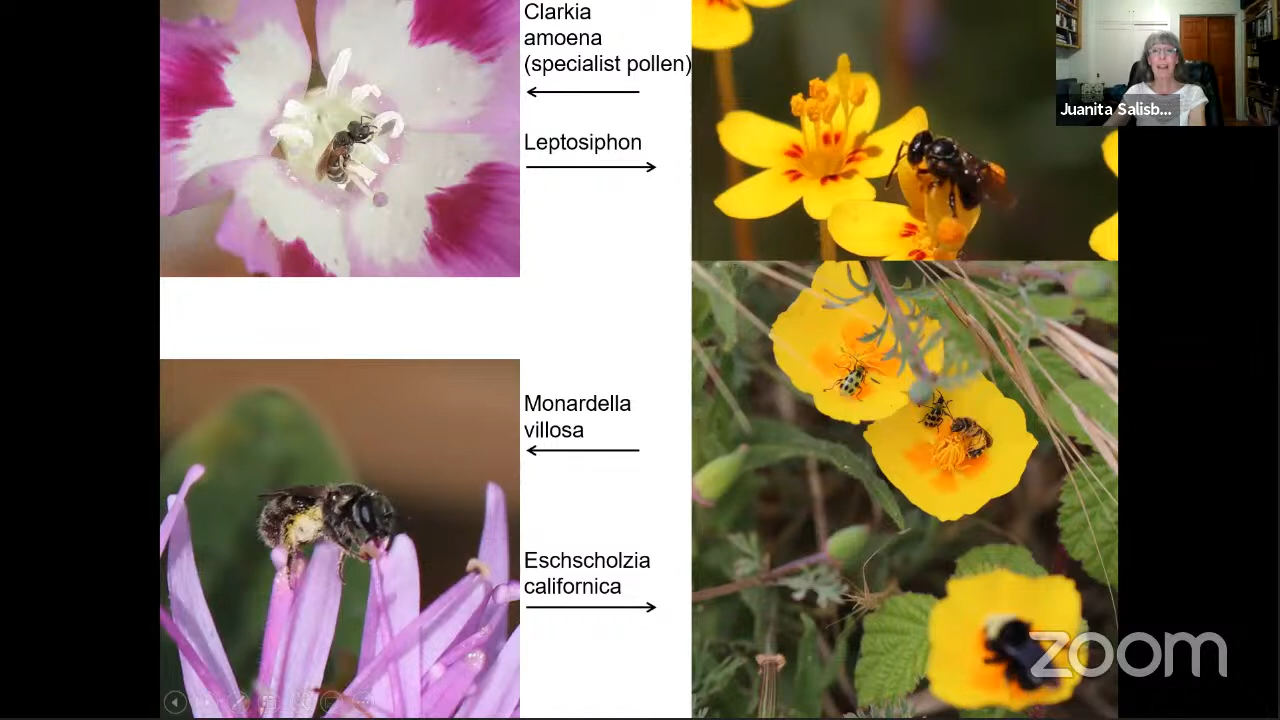 Clarkia
amoena
(specialist pollen)
Leptosiphon
Monardella
villosa
Eschscholzia
californica
Juanita Salisb...
zoom